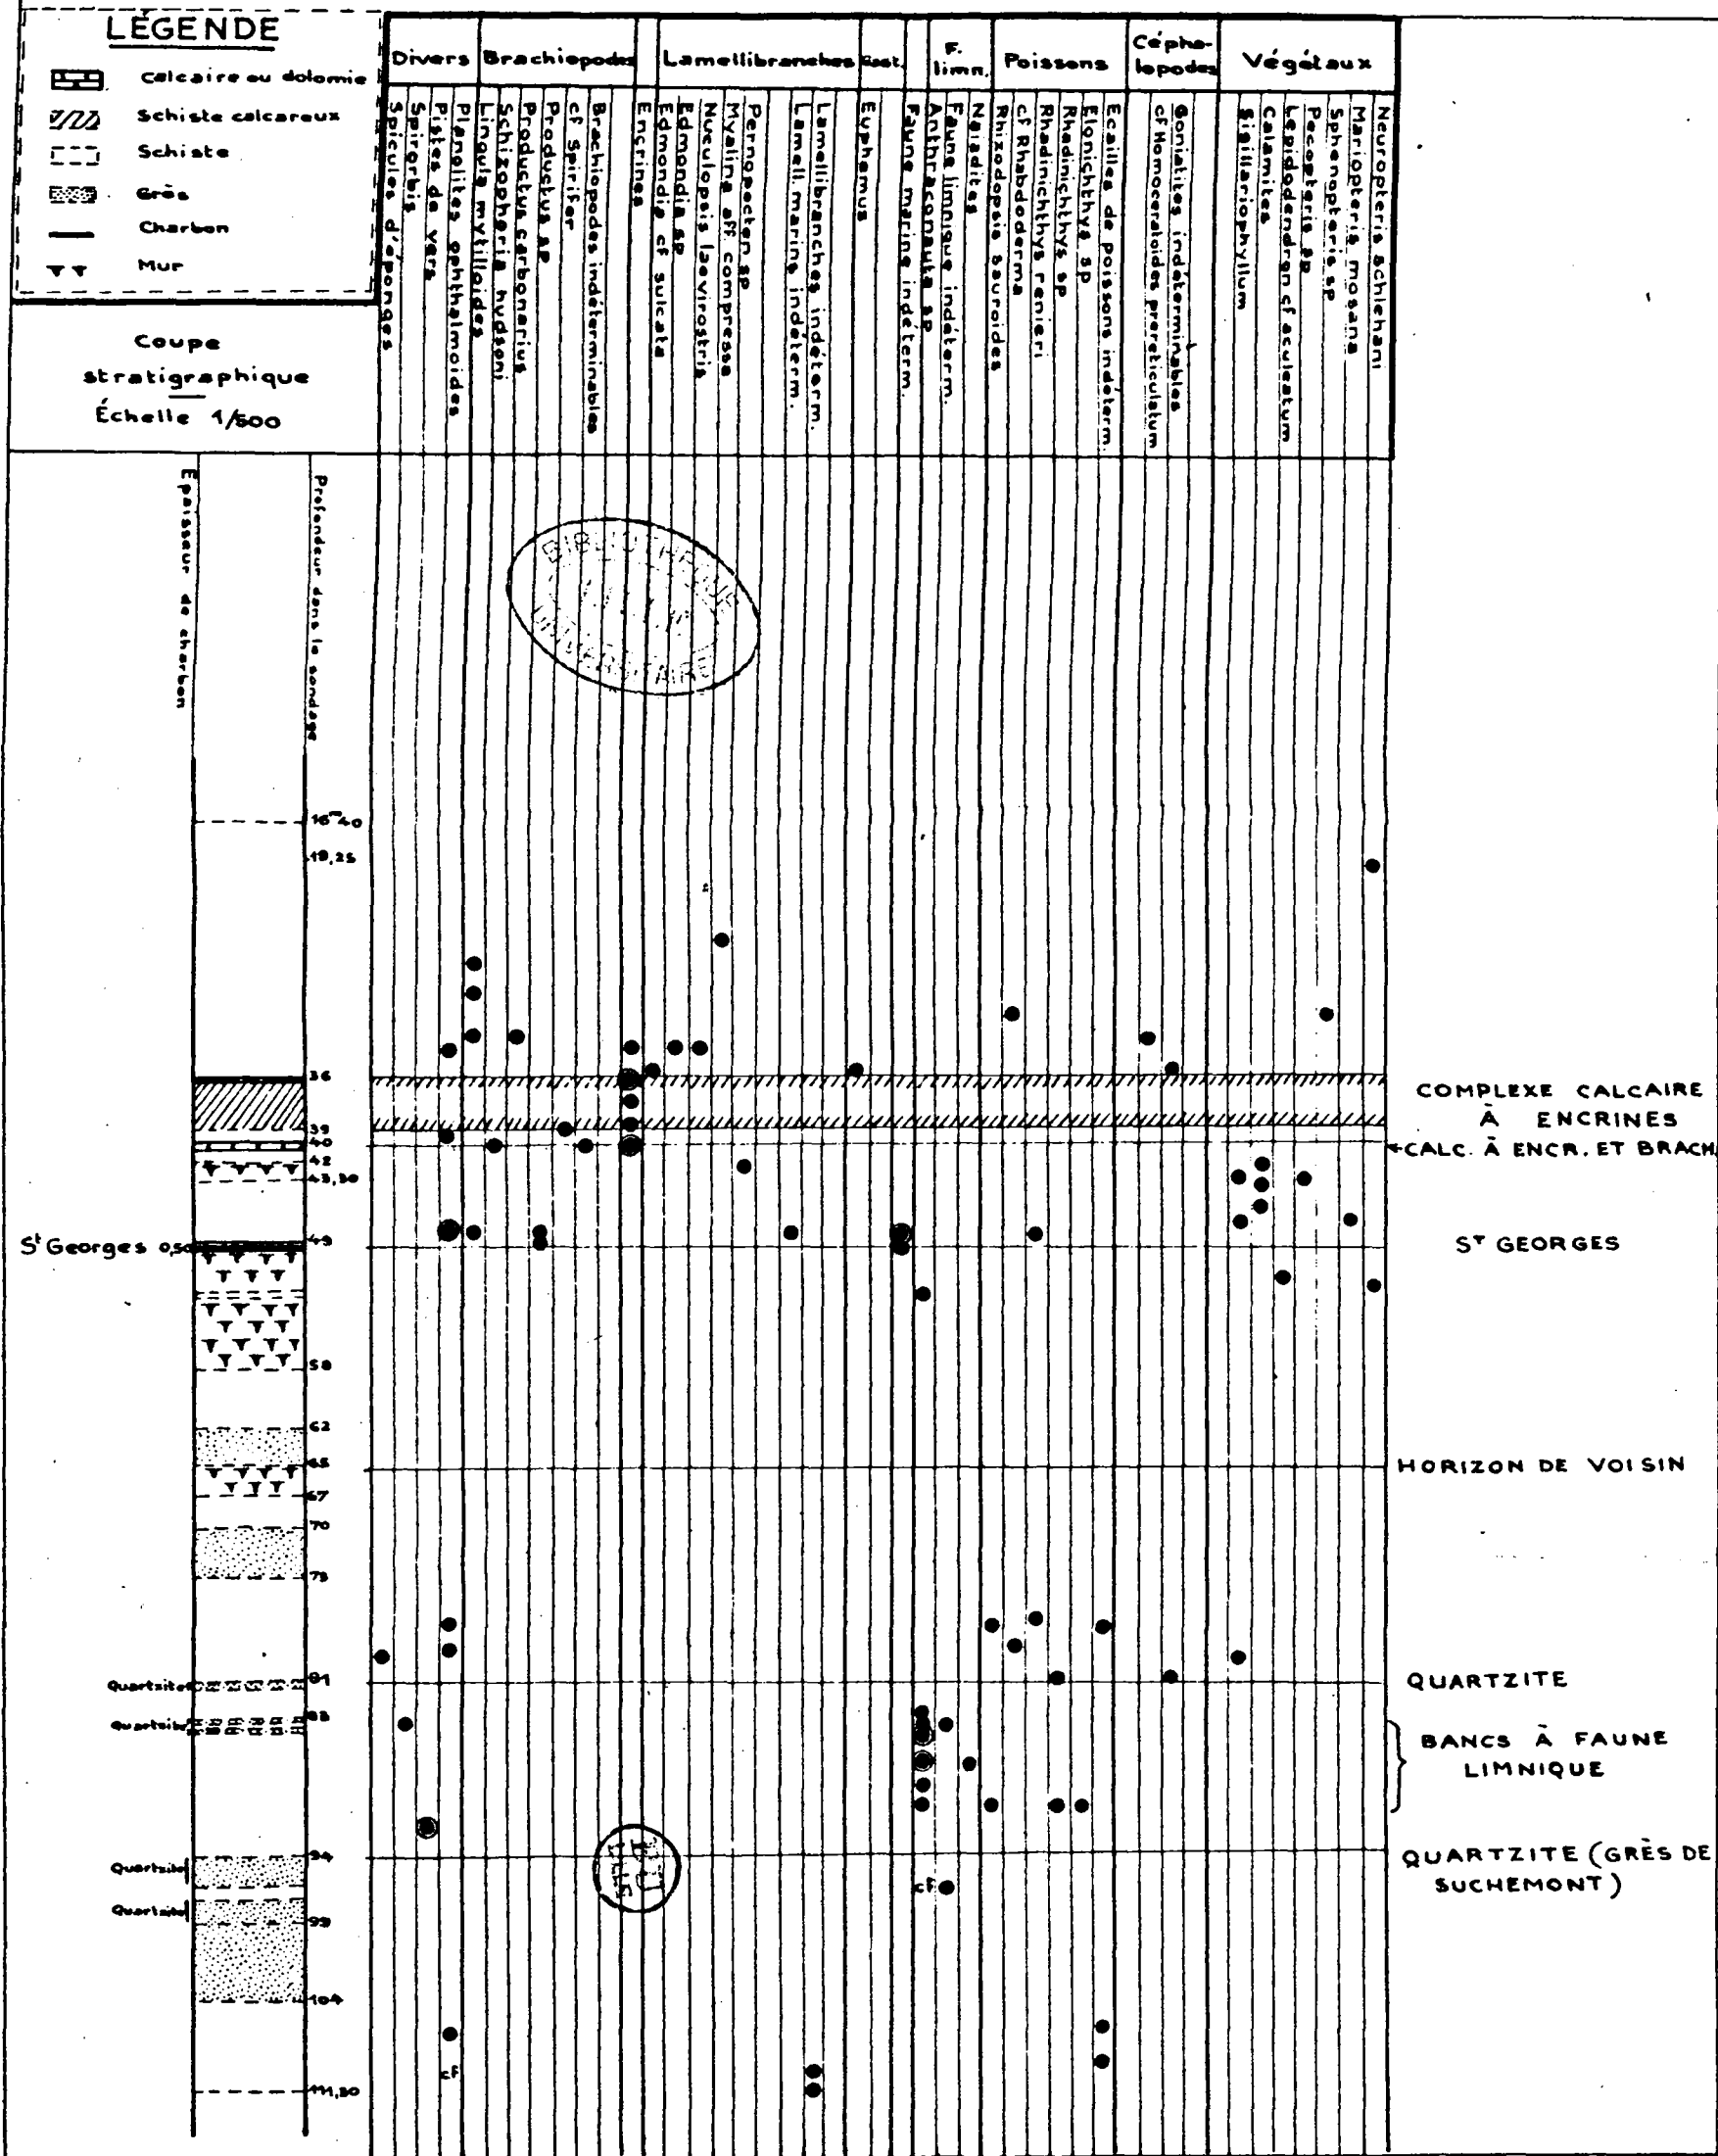 LÉGENDE
Calcaire ou dolomie
Schiste calcareux
Schiste
Grès
Charbon
Mur
Coupe
stratigraphique
Échelle 1/500
Divers
Brachiopodes
Lamellibranches
Gast.
F.
limn.
Poissons
Cépha-
lopodes
Végétaux
Spicules d'éponges
Spirorbis
Pistes de vers
Planolites ophthalmoides
Lingula mytilloides
Schizophoria hudsoni
Productus carbonarius
Productus sp
cf Spirifer
Brachiopodes indéterminables
Encrines
Edmondia cf sulcata
Edmondia sp
Nuculopsis laevirostris
Myalina aff. compressa
Pernopecten sp
Lamell. marins indéterm.
Lamellibranches indéterm.
Euphemus
Faune marine indéterm.
Anthraconauta sp
Faune limnique indéterm.
Naiadites
Rhizodopsis sauroides
cf Rhabdoderma
Rhadinichthys renieri
Rhadinichthys sp
Elonichthys sp
Ecailles de poissons indéterm.
cf Homoceratoides prereticulatum
Goniatites indéterminables
Sigillariophyllum
Calamites
Lepidodendron cf aculeatum
Pecopteris sp
Sphenopteris sp
Mariopteris mosana
Neuropteris schlehani
Epaisseur de charbon
Profondeur dans le sondage
BIBLIOTHEQUE
UNIVERSITAIRE
16m40
19,25
36
COMPLEXE CALCAIRE
À ENCRINES
39
40
←CALC. À ENCR. ET BRACH.
42
43,30
St Georges 0,50
49
ST GEORGES
58
62
65
HORIZON DE VOISIN
67
70
73
Quartzite
81
QUARTZITE
Quartzite
83
BANCS À FAUNE
LIMNIQUE
94
QUARTZITE (GRÈS DE
SUCHEMONT)
Quartzite
cf
Quartzite
99
104
cf
111,30
BU
LILLE